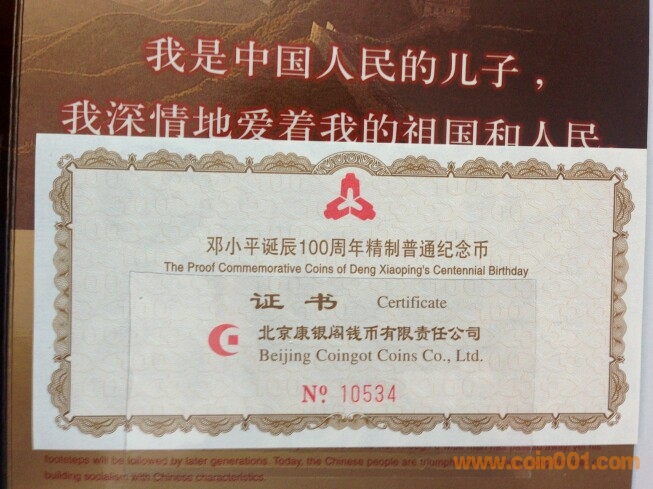 我是中国人民的儿子，
我深情地爱着我的祖国和人民
邓小平诞辰100周年精制普通纪念币
The Proof Commemorative Coins of Deng Xiaoping's Centennial Birthday
证书 Certificate
北京康银阁钱币有限责任公司
Beijing Coingot Coins Co., Ltd.
Nº 10534
footsteps will be followed by later generations. Today, the Chinese people are
building socialism with Chinese characteristics
www.coin001.com